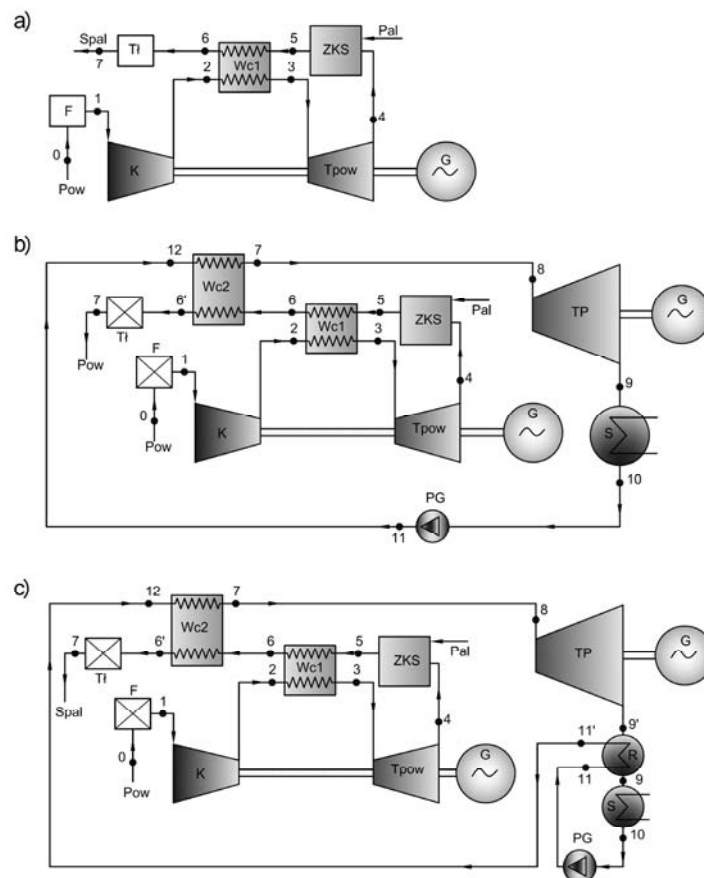 a)
Spal
7
Tł
6
5
ZKS
Pal
Wc1
2
3
F
1
4
0
Pow
K
Tpow
G
b)
12
7
8
Wc2
TP
G
7
6'
6
5
ZKS
Pal
Tł
Wc1
2
3
Pow
F
1
4
9
0
Pow
K
Tpow
G
S
10
PG
11
c)
12
7
8
Wc2
TP
G
7
6'
6
5
ZKS
Pal
Tł
Wc1
2
3
Spal
F
1
4
9'
11'
R
0
Pow
K
Tpow
G
11
9
S
10
PG